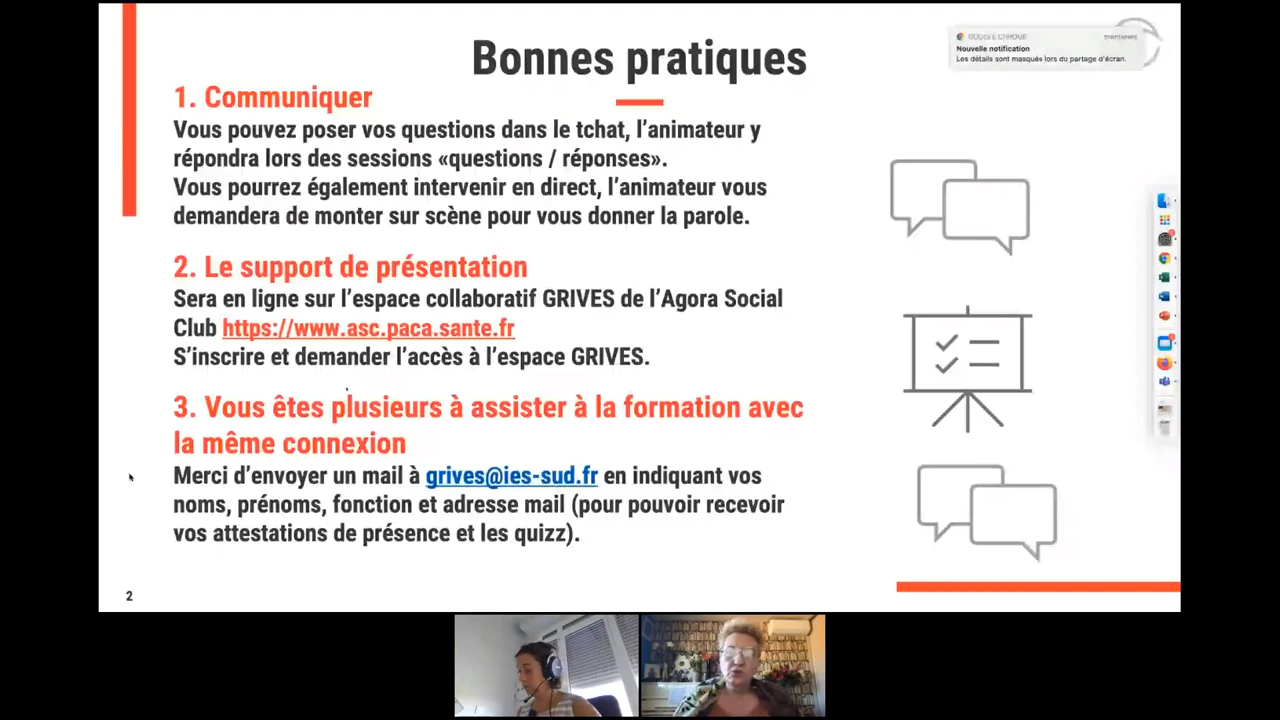 Bonnes pratiques
Nouvelle notification
Les détails sont masqués lors du partage d'écran.
1. Communiquer
Vous pouvez poser vos questions dans le tchat, l'animateur y
répondra lors des sessions «questions / réponses».
Vous pourrez également intervenir en direct, l'animateur vous
demandera de monter sur scène pour vous donner la parole.
2. Le support de présentation
Sera en ligne sur l'espace collaboratif GRIVES de l'Agora Social
Club https://www.asc.paca.sante.fr
S'inscrire et demander l'accès à l'espace GRIVES.
3. Vous êtes plusieurs à assister à la formation avec
la même connexion
Merci d'envoyer un mail à grives@ies-sud.fr en indiquant vos
noms, prénoms, fonction et adresse mail (pour pouvoir recevoir
vos attestations de présence et les quizz).
2